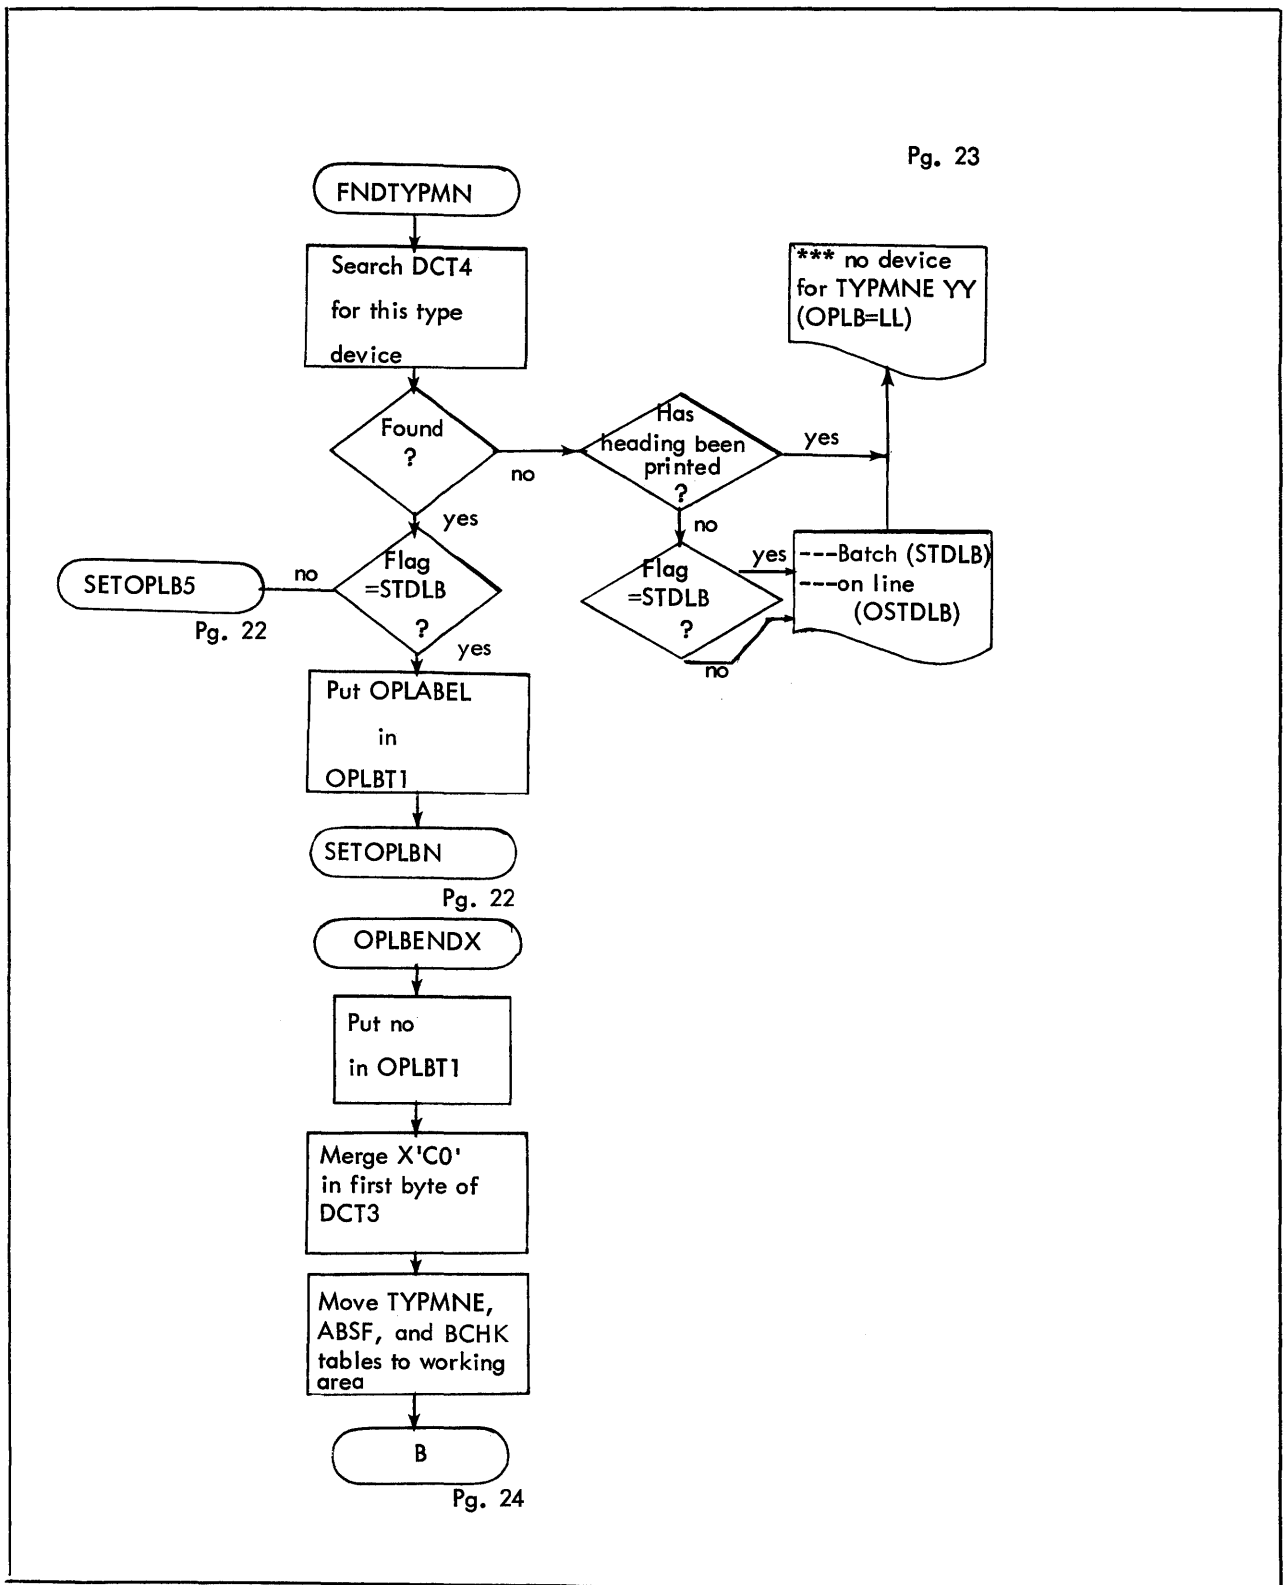 Pg. 23
FNDTYPMN
Search DCT4
for this type
device
*** no device
for TYPMNE YY
(OPLB=LL)
Found
?
no
yes
Has
heading been
printed
?
yes
no
Flag
=STDLB
?
no
yes
SETOPLB5
Pg. 22
Flag
=STDLB
?
yes
no
---Batch (STDLB)
---on line
(OSTDLB)
Put OPLABEL
in
OPLBT1
SETOPLBN
Pg. 22
OPLBENDX
Put no
in OPLBT1
Merge X'C0'
in first byte of
DCT3
Move TYPMNE,
ABSF, and BCHK
tables to working
area
B
Pg. 24